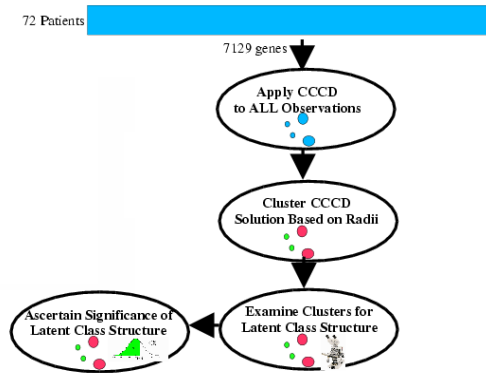 72 Patients
7129 genes
Apply CCCD
to ALL Observations
Cluster CCCD
Solution Based on Radii
Examine Clusters for
Latent Class Structure
Ascertain Significance of
Latent Class Structure